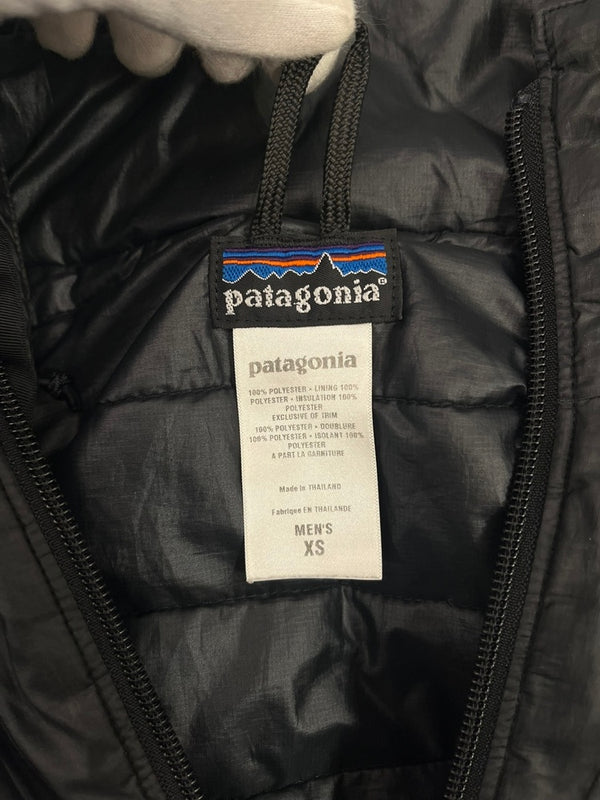 patagonia®
patagonia
100% POLYESTER • LINING 100%
POLYESTER • INSULATION 100%
POLYESTER
EXCLUSIVE OF TRIM
100% POLYESTER • DOUBLURE
100% POLYESTER • ISOLANT 100%
POLYESTER
A PART LA GARNITURE
Made in THAILAND
Fabriqué EN THAILANDE
MEN'S
XS